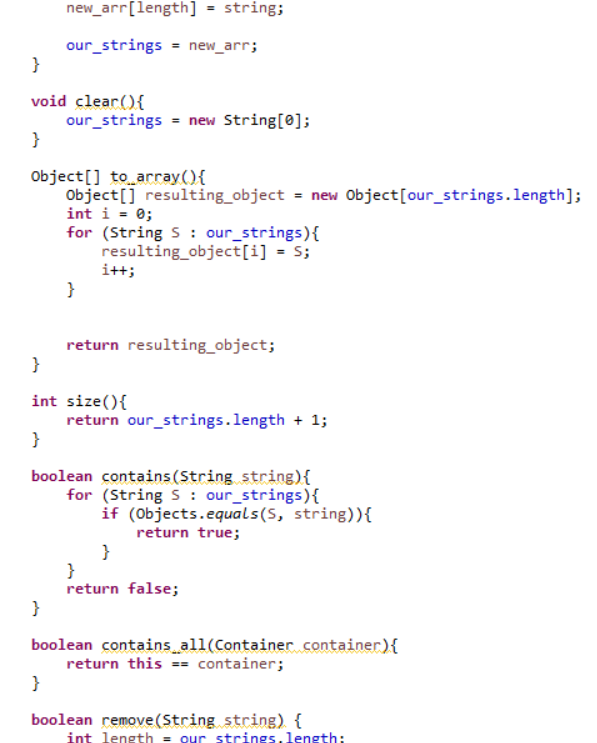 new_arr[length] = string;
our_strings = new_arr;
}
void clear(){
our_strings = new String[0];
}
Object[] to_array(){
Object[] resulting_object = new Object[our_strings.length];
int i = 0;
for (String S : our_strings){
resulting_object[i] = S;
i++;
}
return resulting_object;
}
int size(){
return our_strings.length + 1;
}
boolean contains(String string){
for (String S : our_strings){
if (Objects.equals(S, string)){
return true;
}
}
return false;
}
boolean contains_all(Container container){
return this == container;
}
boolean remove(String string) {
int length = our_strings.length;